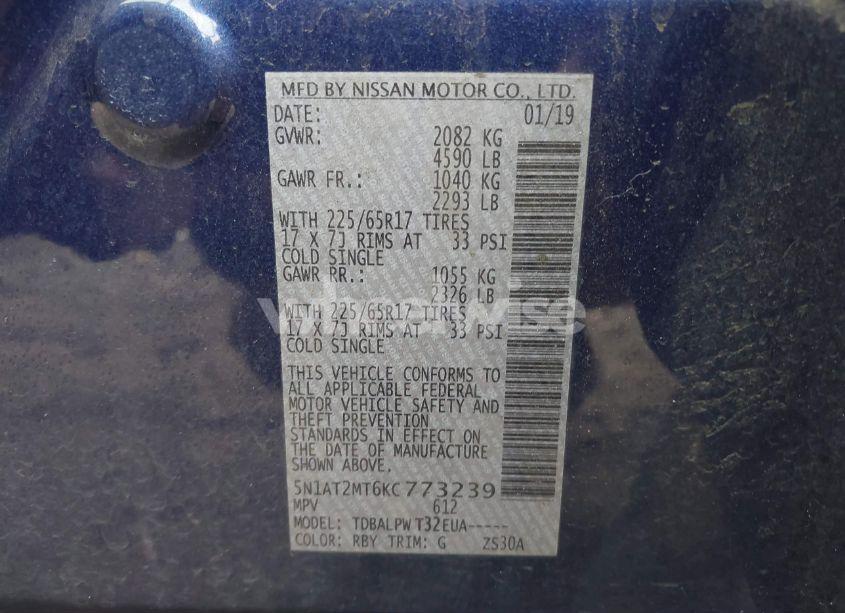 MFD BY NISSAN MOTOR CO., LTD.
DATE: 01/19
GVWR: 2082 KG
4590 LB
GAWR FR.: 1040 KG
2293 LB
WITH 225/65R17 TIRES
17 X 7J RIMS AT 33 PSI
COLD SINGLE
GAWR RR.: 1055 KG
2326 LB
WITH 225/65R17 TIRES
17 X 7J RIMS AT 33 PSI
COLD SINGLE
THIS VEHICLE CONFORMS TO
ALL APPLICABLE FEDERAL
MOTOR VEHICLE SAFETY AND
THEFT PREVENTION
STANDARDS IN EFFECT ON
THE DATE OF MANUFACTURE
SHOWN ABOVE.
5N1AT2MT6KC773239
MPV 612
MODEL: TDBALPW T32EUA-----
COLOR: RBY TRIM: G ZS30A